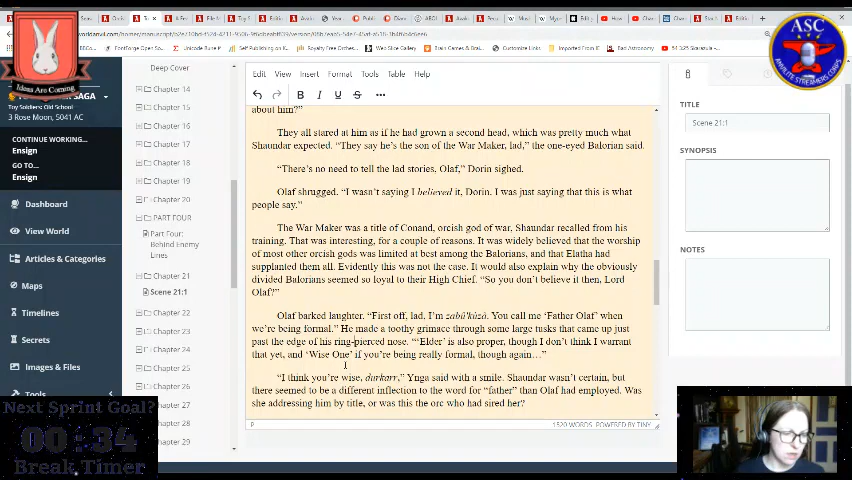 Ideas Are Coming
SAGA
Toy Soldiers: Old School
3 Rose Moon, 5041 AC
CONTINUE WORKING...
Ensign
GO TO...
Ensign
Dashboard
View World
Articles & Categories
Maps
Timelines
Secrets
Images & Files
Tools
Next Sprint Goal?
00:34
Break Timer
Deep Cover
Chapter 14
Chapter 15
Chapter 16
Chapter 17
Chapter 18
Chapter 19
Chapter 20
PART FOUR
Part Four:
Behind Enemy
Lines
Chapter 21
Scene 21:1
Chapter 22
Chapter 23
Chapter 24
Chapter 25
Chapter 26
Chapter 27
Chapter 28
Chapter 29
Edit View Insert Format Tools Table Help
B I U S
about him?”
They all stared at him as if he had grown a second head, which was pretty much what
Shaundar expected. “They say he’s the son of the War Maker, lad,” the one-eyed Balorian said.
“There’s no need to tell the lad stories, Olaf,” Dorin sighed.
Olaf shrugged. “I wasn’t saying I believed it, Dorin. I was just saying that this is what
people say.”
The War Maker was a title of Conand, orcish god of war, Shaundar recalled from his
training. That was interesting, for a couple of reasons. It was widely believed that the worship
of most other orcish gods was limited at best among the Balorians, and that Elatha had
supplanted them all. Evidently this was not the case. It would also explain why the obviously
divided Balorians seemed so loyal to their High Chief. “So you don’t believe it then, Lord
Olaf?”
Olaf barked laughter. “First off, lad, I’m zabû’kûzâ. You call me ‘Father Olaf’ when
we’re being formal.” He made a toothy grimace through some large tusks that came up just
past the edge of his ring-pierced nose. “‘Elder’ is also proper, though I don’t think I warrant
that yet, and ‘Wise One’ if you’re being really formal, though again…”
“I think you’re wise, durkarr,” Ynga said with a smile. Shaundar wasn’t certain, but
there seemed to be a different inflection to the word for “father” than Olaf had employed. Was
she addressing him by title, or was this the orc who had sired her?
P
1520 WORDS POWERED BY TINY
TITLE
Scene 21:1
SYNOPSIS
NOTES
ASC
ANVILITE
STREAMERS CORPS